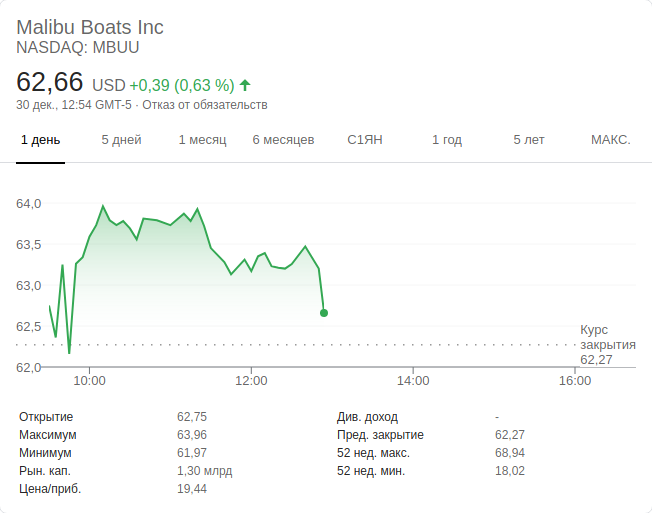 Malibu Boats Inc
NASDAQ: MBUU
62,66 USD +0,39 (0,63 %)
30 дек., 12:54 GMT-5 · Отказ от обязательств
1 день 5 дней 1 месяц 6 месяцев С1ЯН 1 год 5 лет МАКС.
64,0
63,5
63,0
62,5
62,0
Курс
закрытия
62,27
10:00 12:00 14:00 16:00
Открытие 62,75 Див. доход -
Максимум 63,96 Пред. закрытие 62,27
Минимум 61,97 52 нед. макс. 68,94
Рын. кап. 1,30 млрд 52 нед. мин. 18,02
Цена/приб. 19,44